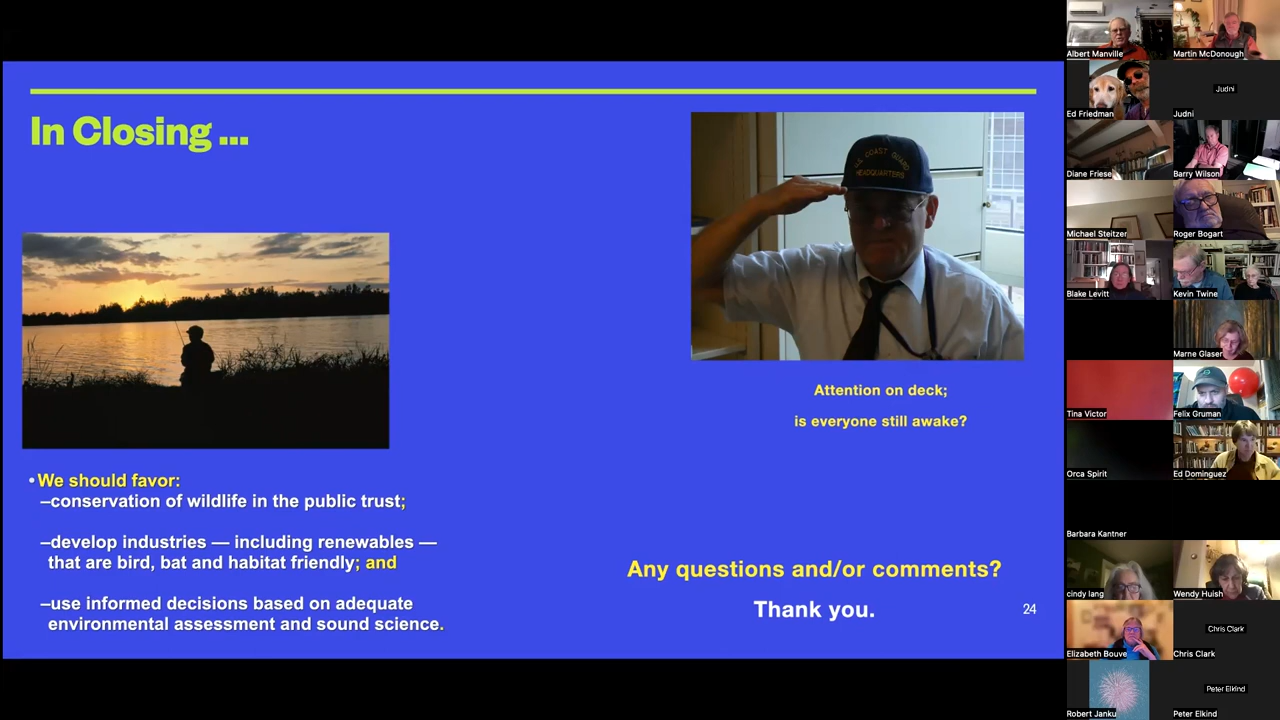 In Closing ...
U.S. COAST GUARD
HEADQUARTERS
Attention on deck;
is everyone still awake?
•We should favor:
–conservation of wildlife in the public trust;
–develop industries — including renewables —
that are bird, bat and habitat friendly; and
–use informed decisions based on adequate
environmental assessment and sound science.
Any questions and/or comments?
Thank you.
24
Albert Manville
Martin McDonough
Ed Friedman
Judni
Judni
Diane Friese
Barry Wilson
Michael Steitzer
Roger Bogart
Blake Levitt
Kevin Twine
Marne Glaser
Tina Victor
Felix Gruman
Orca Spirit
Ed Dominguez
Barbara Kantner
cindy lang
Wendy Huish
Elizabeth Bouve
Chris Clark
Chris Clark
Robert Janku
Peter Elkind
Peter Elkind